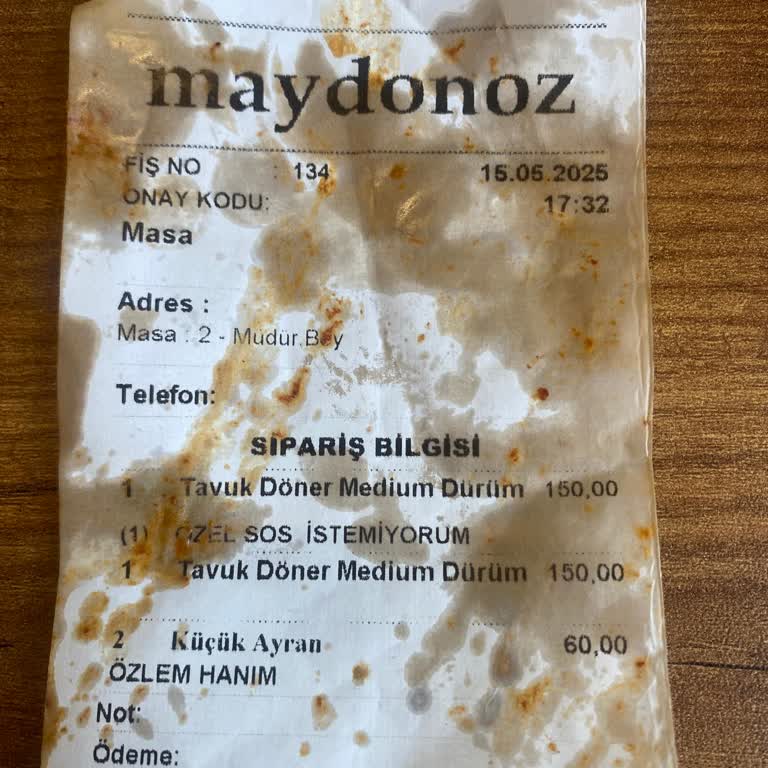 maydonoz
FİŞ NO : 134 15.05.2025
ONAY KODU: 17:32
Masa
Adres :
Masa : 2 - Müdür.Bey
Telefon:
SİPARİŞ BİLGİSİ
1 Tavuk Döner Medium Dürüm 150,00
(1) ÖZEL SOS İSTEMİYORUM
1 Tavuk Döner Medium Dürüm 150,00
2 Küçük Ayran 60,00
ÖZLEM HANIM
Not:
Ödeme: